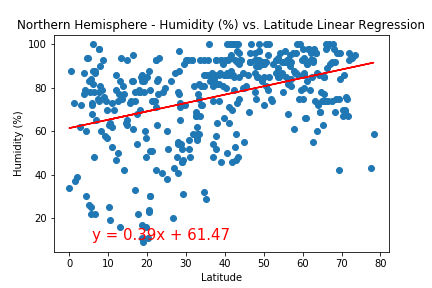 Northern Hemisphere - Humidity (%) vs. Latitude Linear Regression
100
80
60
40
20
Humidity (%)
y = 0.39x + 61.47
0 10 20 30 40 50 60 70 80
Latitude